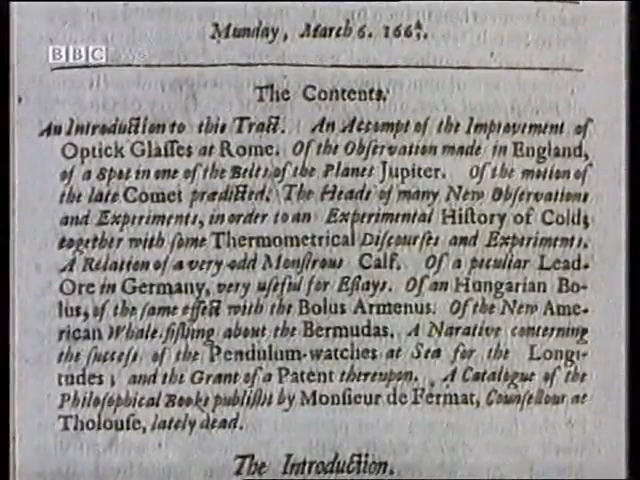 Munday, March 6. 166⅘.
BBC
The Contents.
An Introduction to this Tract. An Accompt of the Improvement of
Optick Glasses at Rome. Of the Observation made in England,
of a Spot in one of the Belts of the Planet Jupiter. Of the motion of
the late Comet prædicted. The Heads of many New Observations
and Experiments, in order to an Experimental History of Cold;
together with some Thermometrical Discourses and Experiments.
A Relation of a very odd Monstrous Calf. Of a peculiar Lead-
Ore in Germany, very useful for Essays. Of an Hungarian Bo-
lus, of the same effect with the Bolus Armenus. Of the New Ame-
rican Whale-fishing about the Bermudas. A Narative concerning
the success of the Pendulum-watches at Sea for the Longi-
tudes; and the Grant of a Patent thereupon. A Catalogue of the
Philosophical Books publisht by Monsieur de Fermat, Counsellour at
Tholouse, lately dead.
The Introduction.